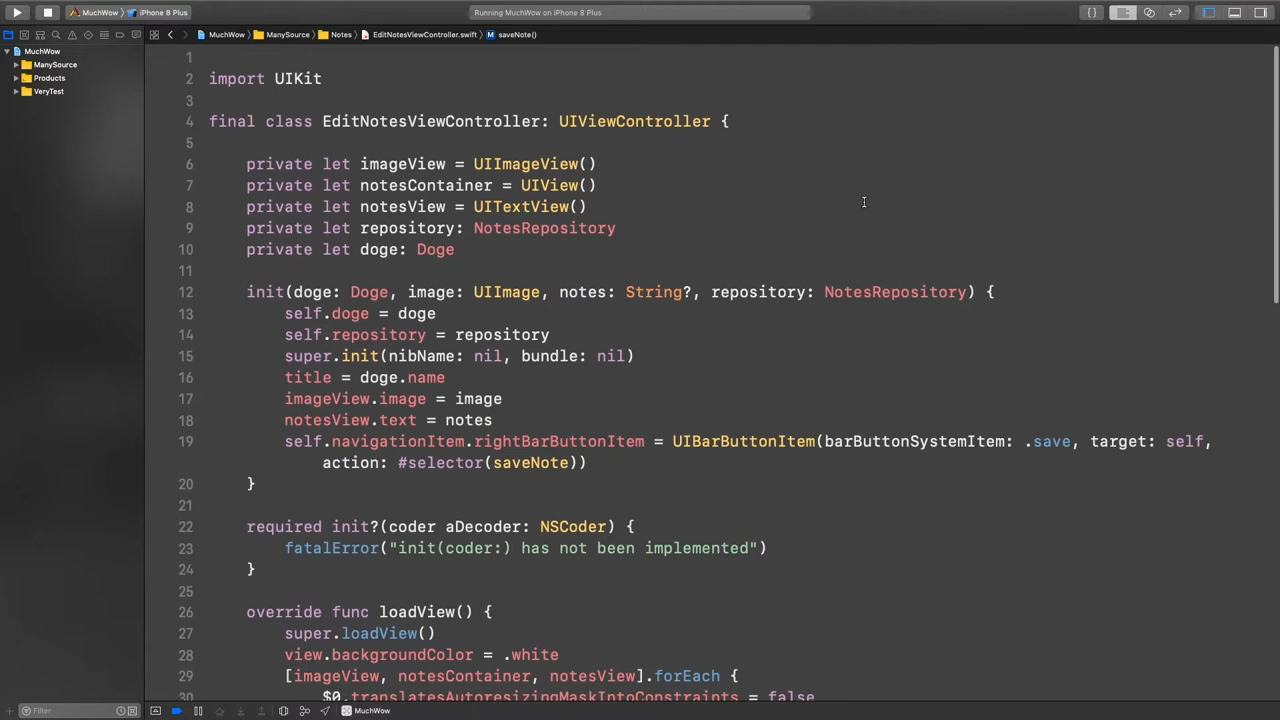 MuchWow
iPhone 8 Plus
Running MuchWow on iPhone 8 Plus
MuchWow
ManySource
Notes
EditNotesViewController.swift
M saveNote()
MuchWow
ManySource
Products
VeryTest
1
2 import UIKit
3
4 final class EditNotesViewController: UIViewController {
5
6 private let imageView = UIImageView()
7 private let notesContainer = UIView()
8 private let notesView = UITextView()
9 private let repository: NotesRepository
10 private let doge: Doge
11
12 init(doge: Doge, image: UIImage, notes: String?, repository: NotesRepository) {
13 self.doge = doge
14 self.repository = repository
15 super.init(nibName: nil, bundle: nil)
16 title = doge.name
17 imageView.image = image
18 notesView.text = notes
19 self.navigationItem.rightBarButtonItem = UIBarButtonItem(barButtonSystemItem: .save, target: self,
action: #selector(saveNote))
20 }
21
22 required init?(coder aDecoder: NSCoder) {
23 fatalError("init(coder:) has not been implemented")
24 }
25
26 override func loadView() {
27 super.loadView()
28 view.backgroundColor = .white
29 [imageView, notesContainer, notesView].forEach {
30 $0.translatesAutoresizingMaskIntoConstraints = false
Filter
MuchWow